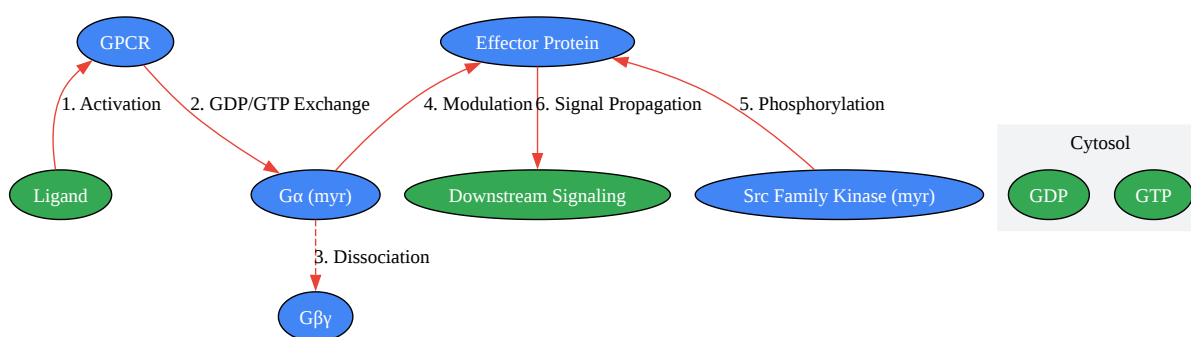 GPCR
Effector Protein
1. Activation
2. GDP/GTP Exchange
4. Modulation
6. Signal Propagation
5. Phosphorylation
Cytosol
Ligand
Gα (myr)
Downstream Signaling
Src Family Kinase (myr)
GDP
GTP
3. Dissociation
Gβγ